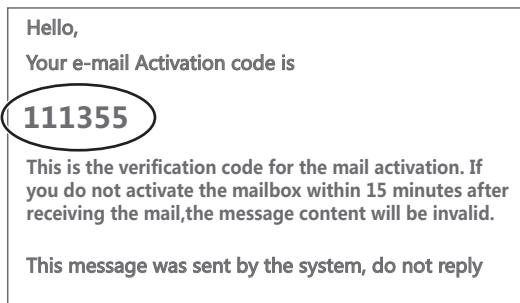 Hello,
Your e-mail Activation code is
111355
This is the verification code for the mail activation. If
you do not activate the mailbox within 15 minutes after
receiving the mail,the message content will be invalid.
This message was sent by the system, do not reply